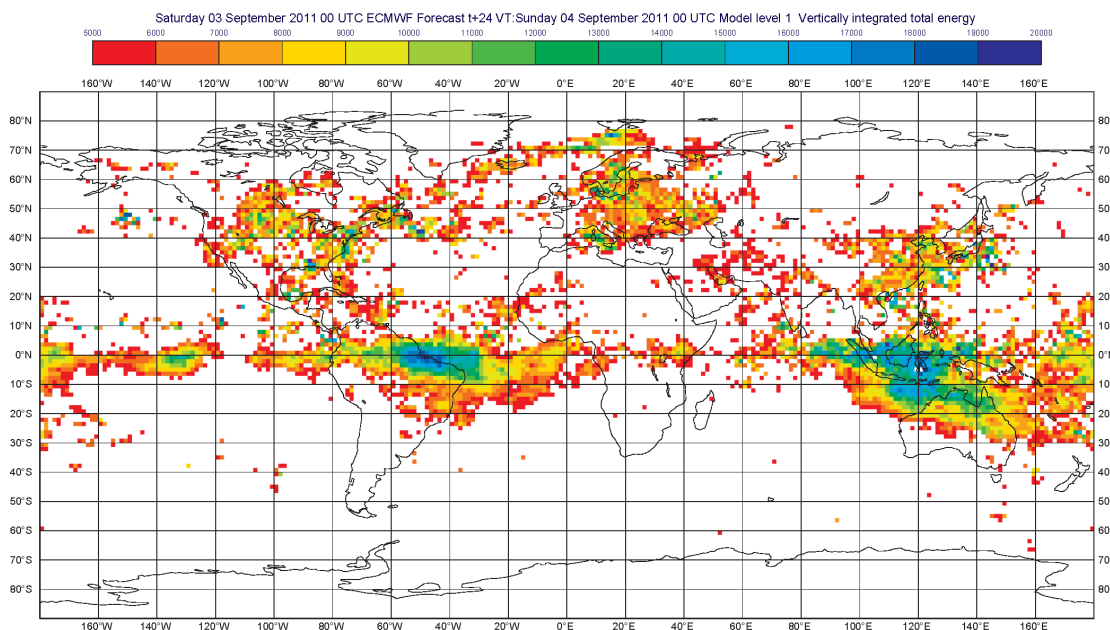 Saturday 03 September 2011 00 UTC ECMWF Forecast t+24 VT:Sunday 04 September 2011 00 UTC Model level 1 Vertically integrated total energy
5000 6000 7000 8000 9000 10000 11000 12000 13000 14000 15000 16000 17000 18000 19000 20000
160°W 140°W 120°W 100°W 80°W 60°W 40°W 20°W 0°E 20°E 40°E 60°E 80°E 100°E 120°E 140°E 160°E
80°N 80
70°N 70
60°N 60
50°N 50
40°N 40
30°N 30
20°N 20
10°N 10
0°N 0°
10°S 10
20°S 20
30°S 30
40°S 40
50°S 50
60°S 60
70°S 70
80°S 80
160°W 140°W 120°W 100°W 80°W 60°W 40°W 20°W 0°E 20°E 40°E 60°E 80°E 100°E 120°E 140°E 160°E